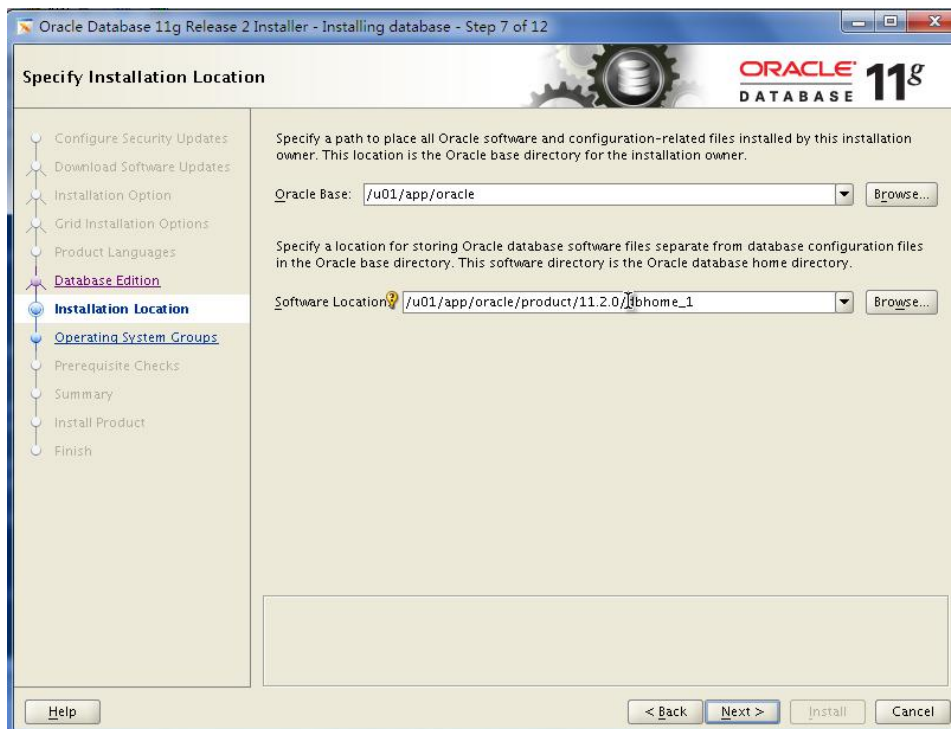 Oracle Database 11g Release 2 Installer - Installing database - Step 7 of 12
Specify Installation Location
ORACLE
DATABASE
11g
Configure Security Updates
Download Software Updates
Installation Option
Grid Installation Options
Product Languages
Database Edition
Installation Location
Operating System Groups
Prerequisite Checks
Summary
Install Product
Finish
Specify a path to place all Oracle software and configuration-related files installed by this installation
owner. This location is the Oracle base directory for the installation owner.
Oracle Base: /u01/app/oracle Browse...
Specify a location for storing Oracle database software files separate from database configuration files
in the Oracle base directory. This software directory is the Oracle database home directory.
Software Location: /u01/app/oracle/product/11.2.0/dbhome_1 Browse...
Help < Back Next > Install Cancel